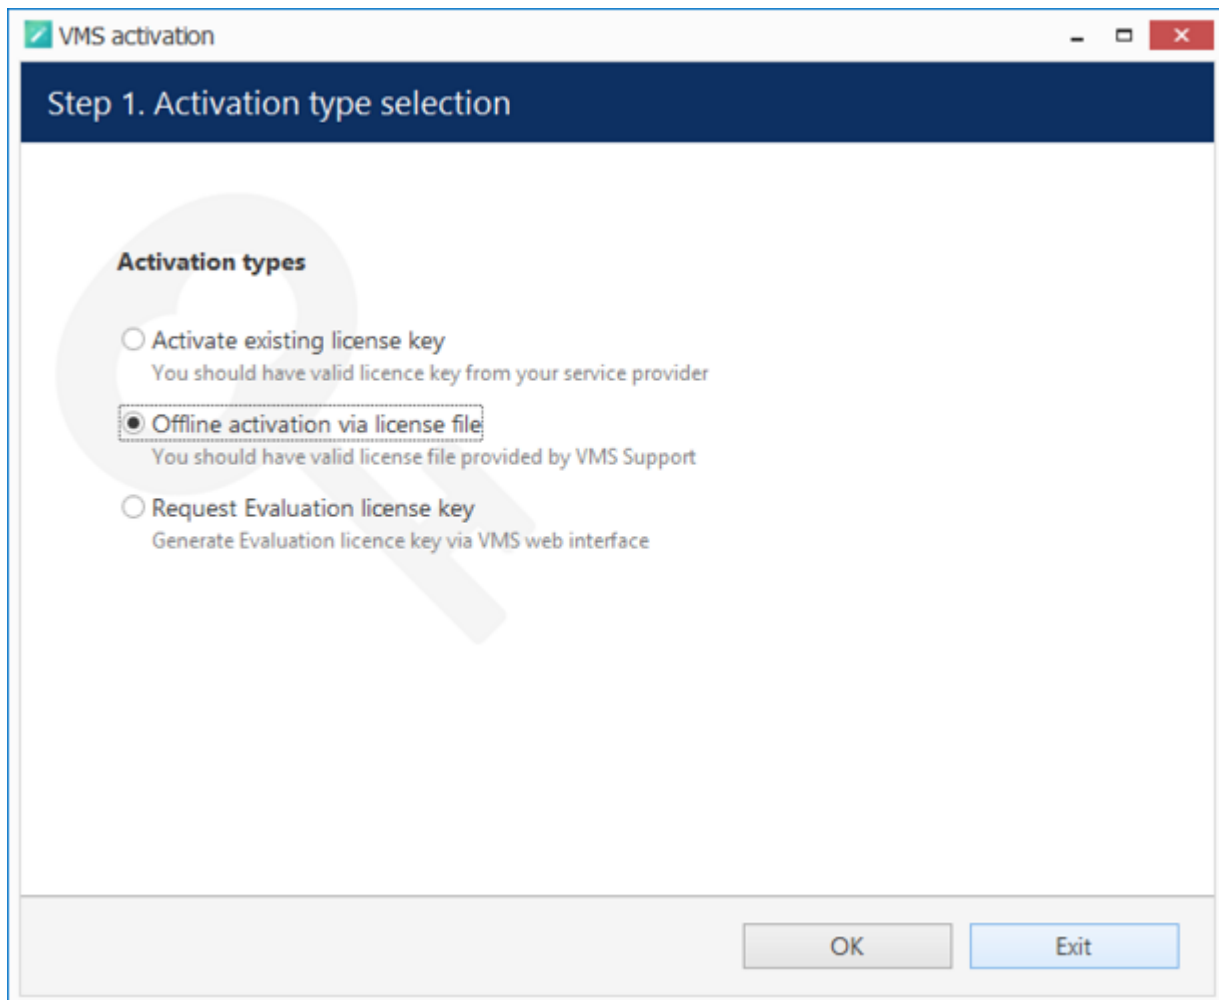 VMS activation
Step 1. Activation type selection
Activation types
Activate existing license key
You should have valid licence key from your service provider
Offline activation via license file
You should have valid license file provided by VMS Support
Request Evaluation license key
Generate Evaluation licence key via VMS web interface
OK
Exit